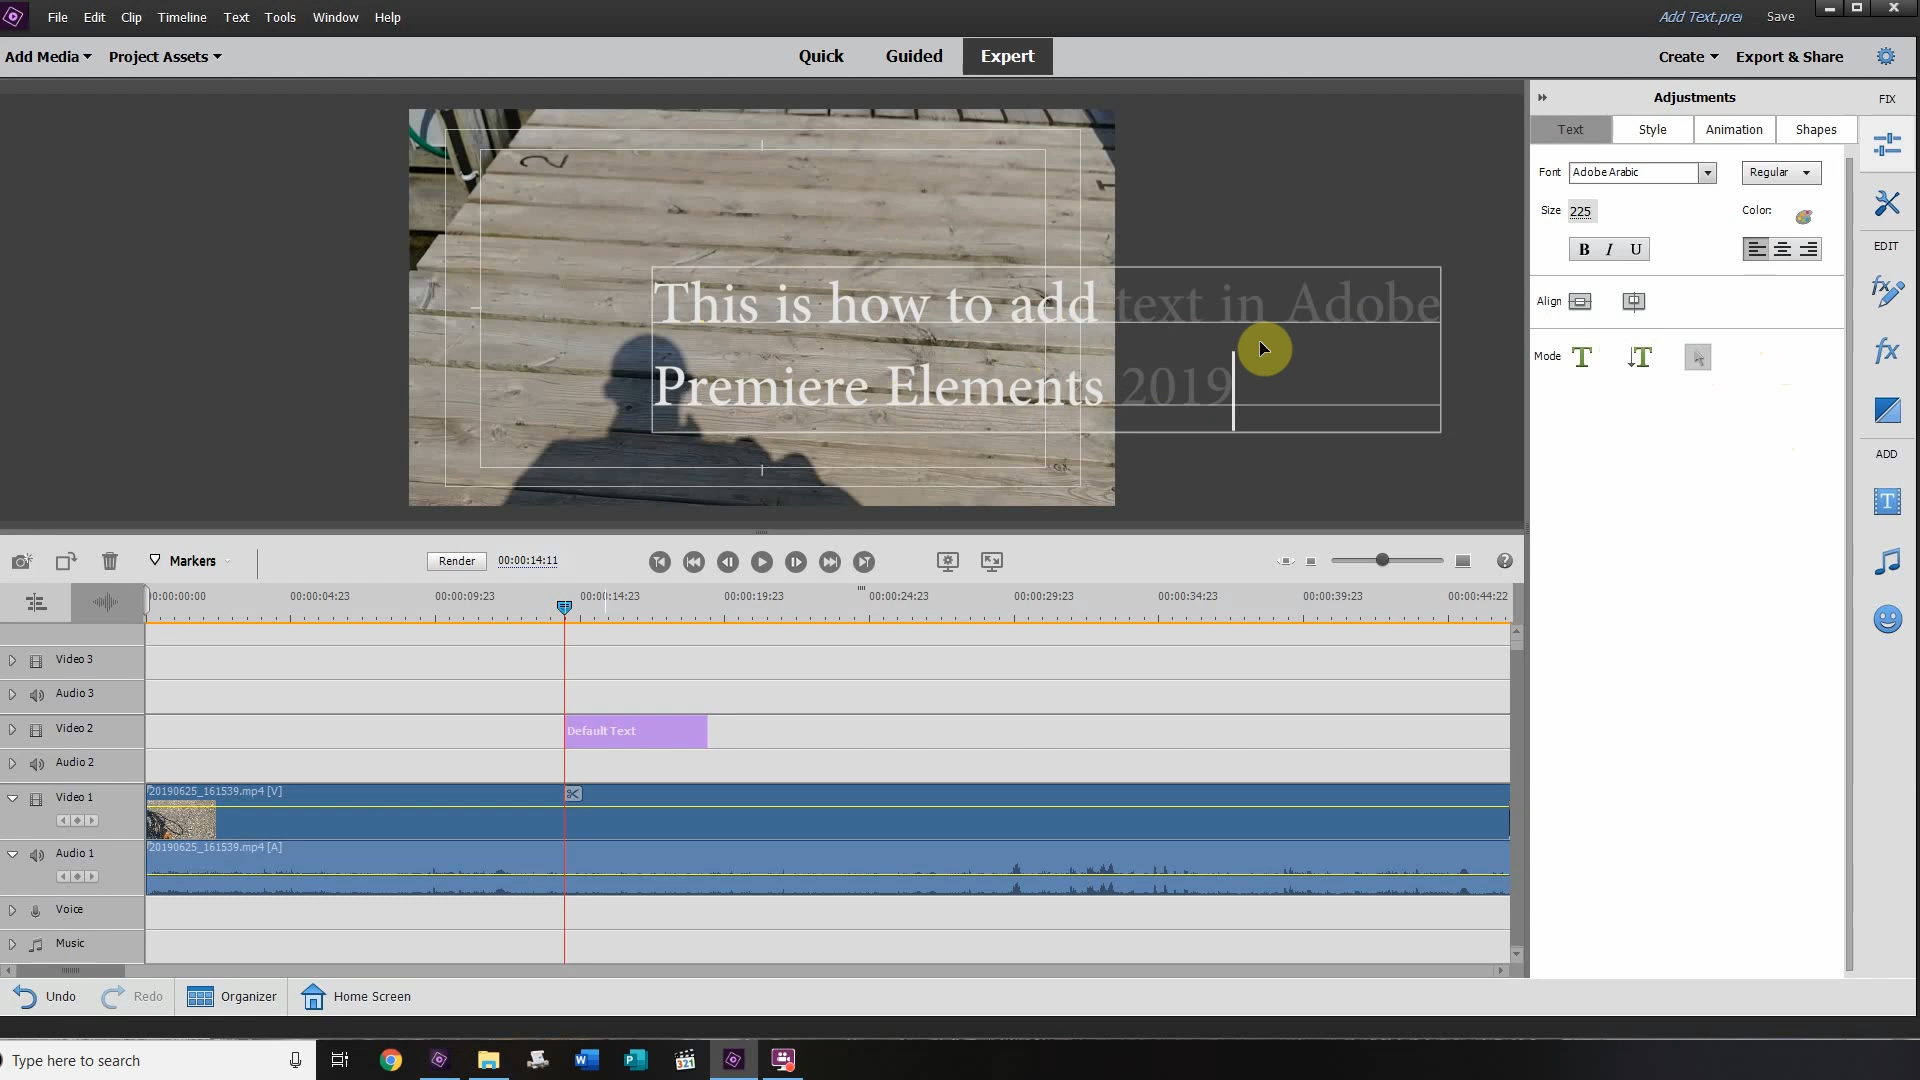 File Edit Clip Timeline Text Tools Window Help
Add Text.prel Save
Add Media Project Assets
Quick Guided Expert
Create Export & Share
Adjustments
FIX
Text Style Animation Shapes
Font Adobe Arabic Regular
Size 225 Color:
B I U
EDIT
Align
Mode T T
ADD
T
This is how to add text in Adobe
Premiere Elements 2019
Markers
Render 00:00:14:11
00:00:00:00 00:00:04:23 00:00:09:23 00:00:14:23 00:00:19:23 00:00:24:23 00:00:29:23 00:00:34:23 00:00:39:23 00:00:44:22
Video 3
Audio 3
Video 2 Default Text
Audio 2
Video 1 20190625_161539.mp4 [V]
Audio 1 20190625_161539.mp4 [A]
Voice
Music
Undo Redo Organizer Home Screen
Type here to search
321